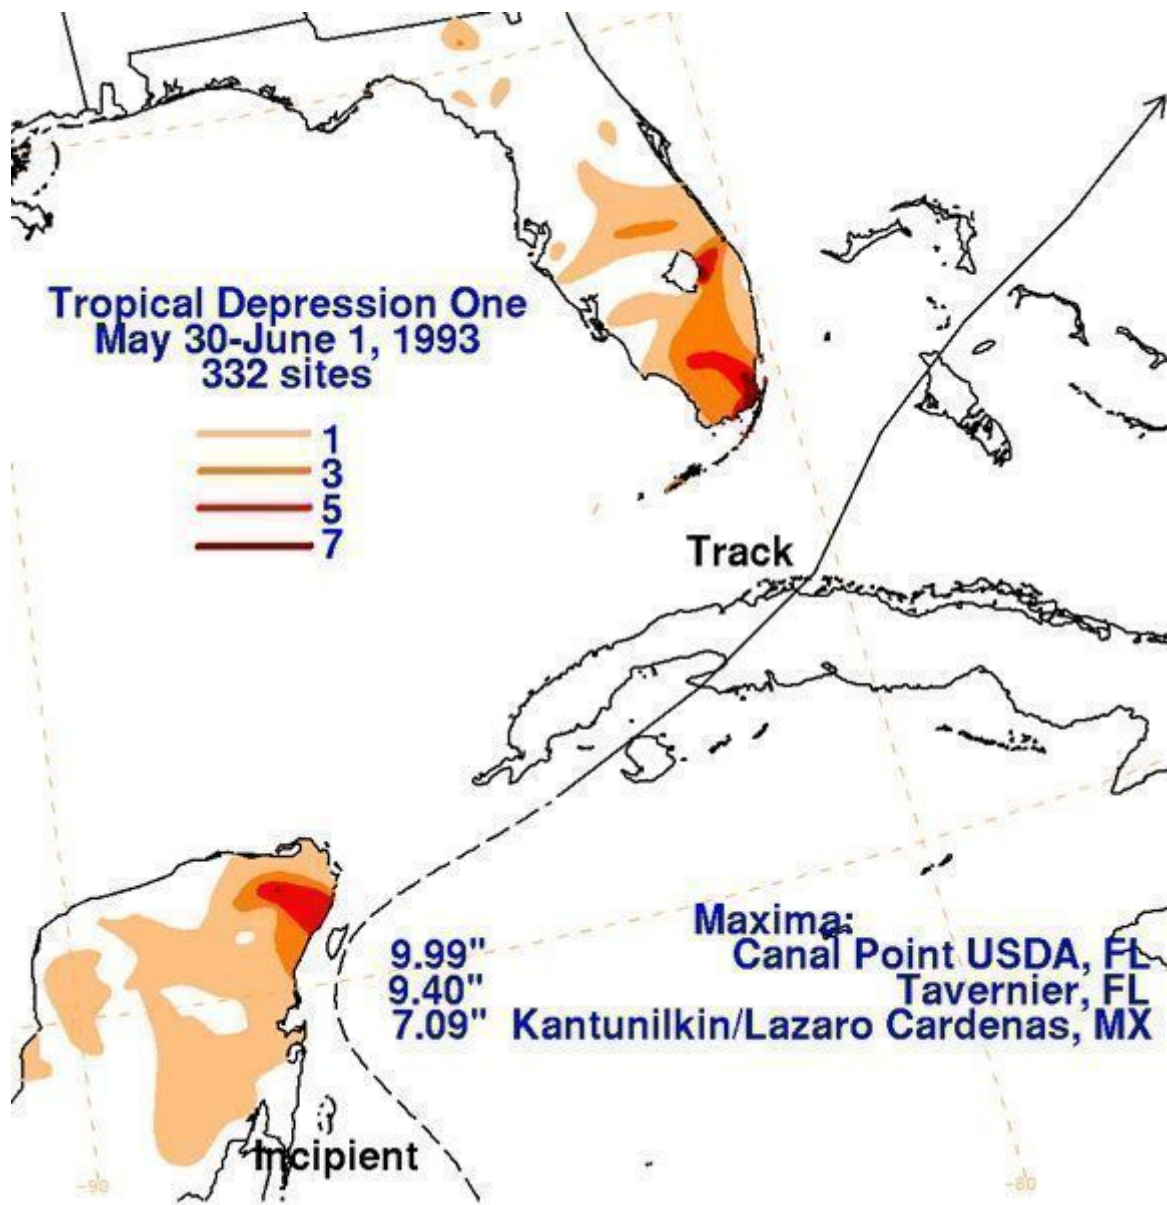 Tropical Depression One
May 30-June 1, 1993
332 sites
1
3
5
7
Track
Maxima:
9.99" Canal Point USDA, FL
9.40" Tavernier, FL
7.09" Kantunilkin/Lazaro Cardenas, MX
Incipient
-90
-80